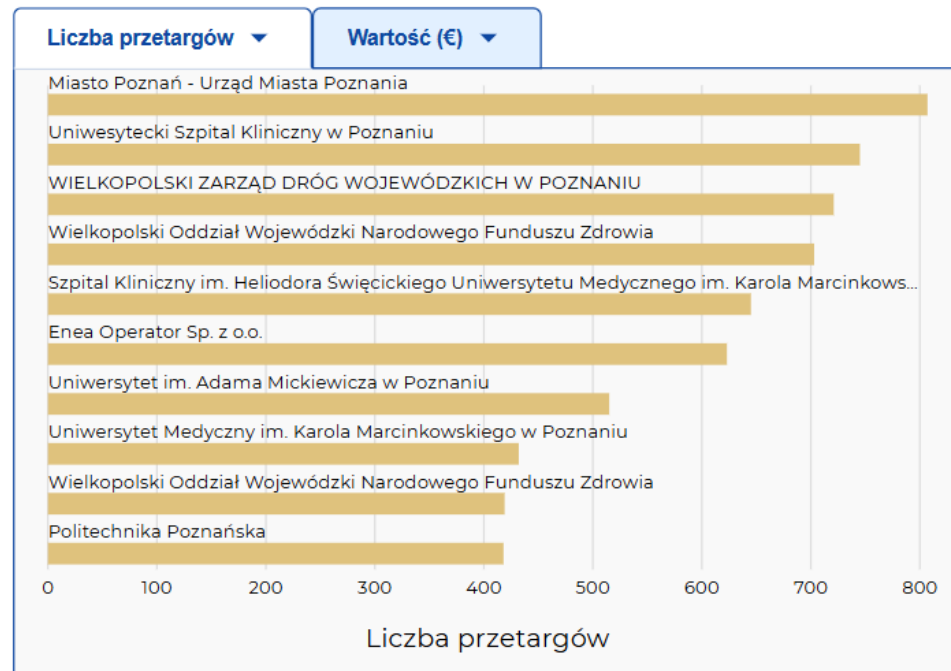 Liczba przetargów
Wartość (€)
Miasto Poznań - Urząd Miasta Poznania
Uniwesytecki Szpital Kliniczny w Poznaniu
WIELKOPOLSKI ZARZĄD DRÓG WOJEWÓDZKICH W POZNANIU
Wielkopolski Oddział Wojewódzki Narodowego Funduszu Zdrowia
Szpital Kliniczny im. Heliodora Święcickiego Uniwersytetu Medycznego im. Karola Marcinkows...
Enea Operator Sp. z o.o.
Uniwersytet im. Adama Mickiewicza w Poznaniu
Uniwersytet Medyczny im. Karola Marcinkowskiego w Poznaniu
Wielkopolski Oddział Wojewódzki Narodowego Funduszu Zdrowia
Politechnika Poznańska
0 100 200 300 400 500 600 700 800
Liczba przetargów